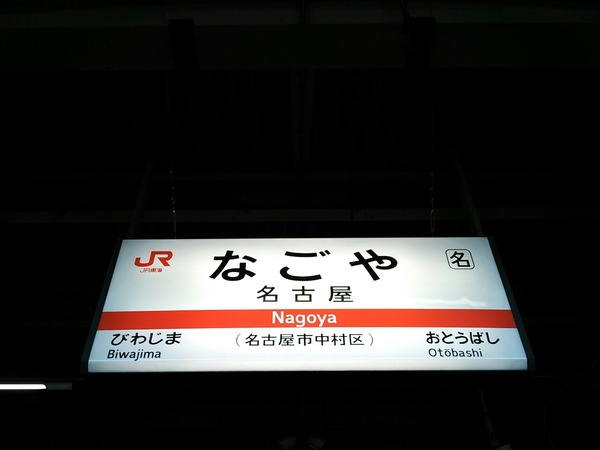 JR
JR東海
なごや
名
名古屋
Nagoya
びわじま
(名古屋市中村区)
おとうばし
Biwajima
Otōbashi